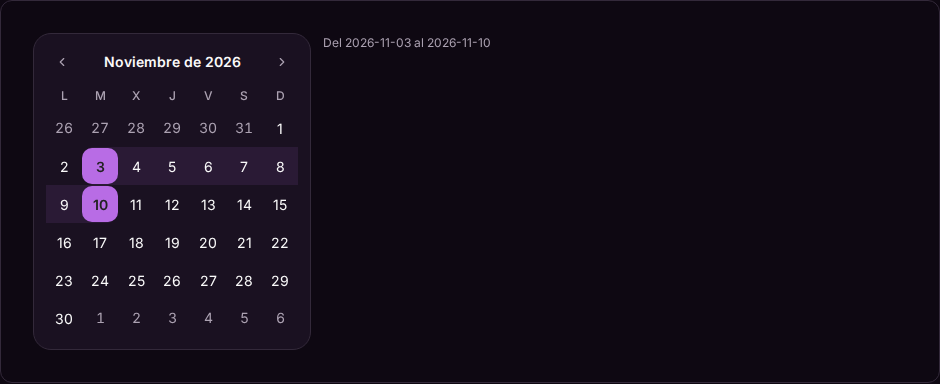 Noviembre de 2026
L M X J V S D
26 27 28 29 30 31 1
2 3 4 5 6 7 8
9 10 11 12 13 14 15
16 17 18 19 20 21 22
23 24 25 26 27 28 29
30 1 2 3 4 5 6
Del 2026-11-03 al 2026-11-10